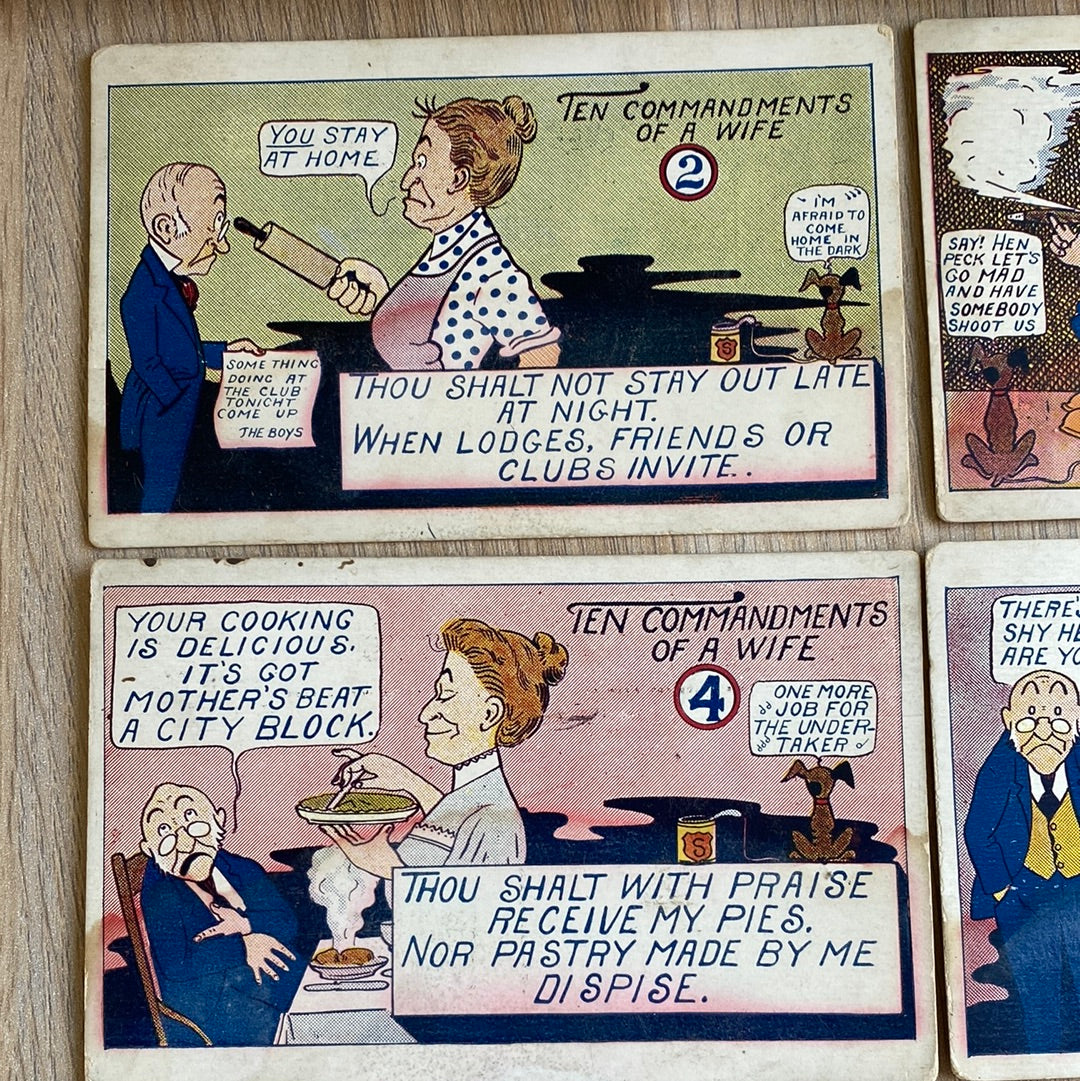 TEN COMMANDMENTS
OF A WIFE
2
YOU STAY
AT HOME
I'M
AFRAID TO
COME
HOME IN
THE DARK
SOME THING
DOING AT
THE CLUB
TONIGHT
COME UP
THE BOYS
S
THOU SHALT NOT STAY OUT LATE
AT NIGHT.
WHEN LODGES, FRIENDS OR
CLUBS INVITE..
SAY! HEN
PECK LET'S
GO MAD
AND HAVE
SOMEBODY
SHOOT US
TEN COMMANDMENTS
OF A WIFE
4
YOUR COOKING
IS DELICIOUS.
IT'S GOT
MOTHER'S BEAT
A CITY BLOCK.
ONE MORE
JOB FOR
THE UNDER-
TAKER
S
THOU SHALT WITH PRAISE
RECEIVE MY PIES.
NOR PASTRY MADE BY ME
DISPISE.
THERE'S
SHY
ARE